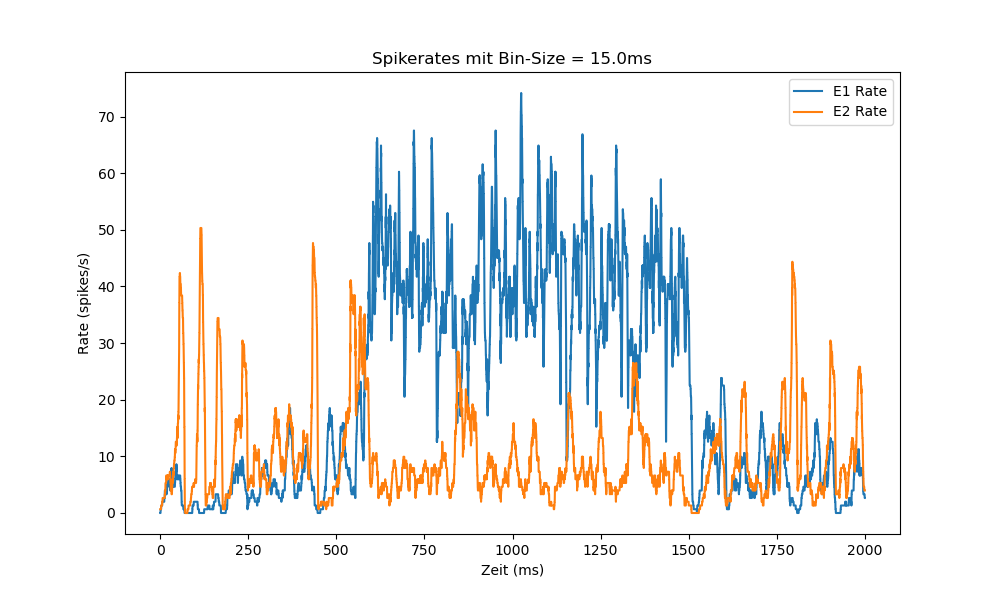 Spikerates mit Bin-Size = 15.0ms
E1 Rate
E2 Rate
Rate (spikes/s)
70
60
50
40
30
20
10
0
0 250 500 750 1000 1250 1500 1750 2000
Zeit (ms)